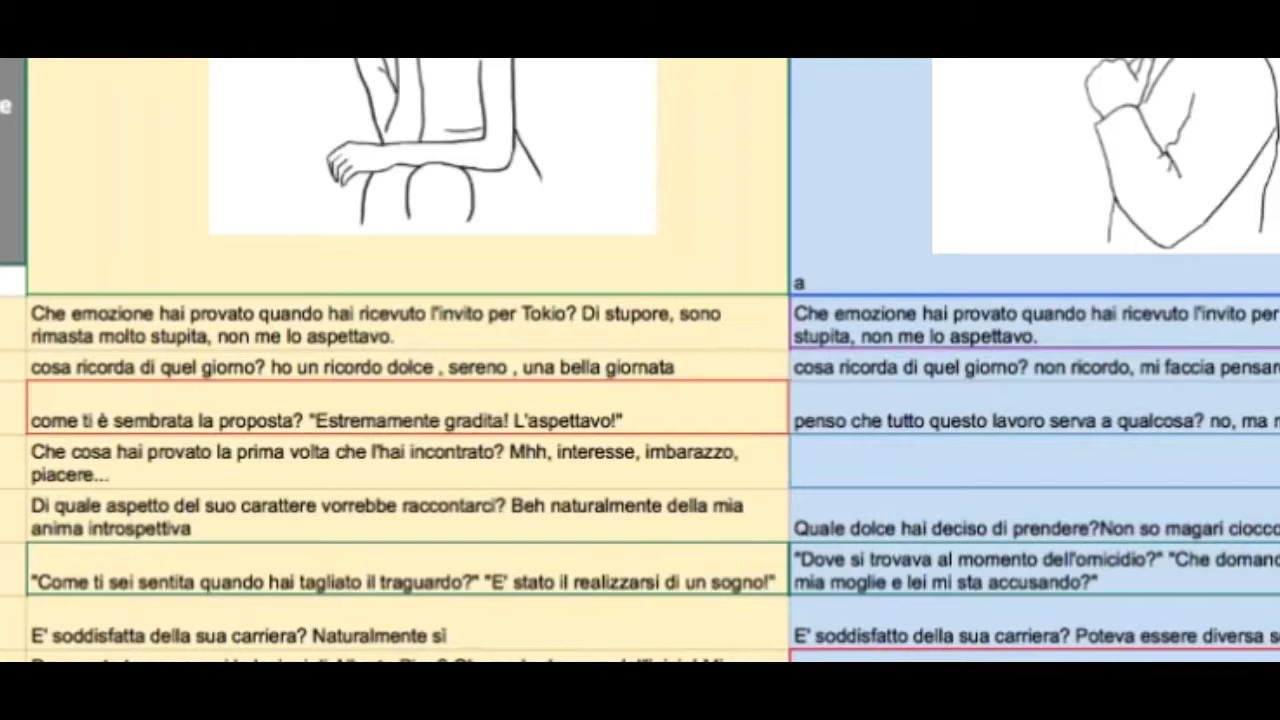 e
a
Che emozione hai provato quando hai ricevuto l'invito per Tokio? Di stupore, sono
rimasta molto stupita, non me lo aspettavo.
cosa ricorda di quel giorno? ho un ricordo dolce , sereno , una bella giornata
come ti è sembrata la proposta? "Estremamente gradita! L'aspettavo!"
Che cosa hai provato la prima volta che l'hai incontrato? Mhh, interesse, imbarazzo,
piacere...
Di quale aspetto del suo carattere vorrebbe raccontarci? Beh naturalmente della mia
anima introspettiva
"Come ti sei sentita quando hai tagliato il traguardo?" "E' stato il realizzarsi di un sogno!"
E' soddisfatta della sua carriera? Naturalmente sì
Che emozione hai provato quando hai ricevuto l'invito per
stupita, non me lo aspettavo.
cosa ricorda di quel giorno? non ricordo, mi faccia pensar
penso che tutto questo lavoro serva a qualcosa? no, ma
Quale dolce hai deciso di prendere?Non so magari ciocc
"Dove si trovava al momento dell'omicidio?" "Che doman
mia moglie e lei mi sta accusando?"
E' soddisfatto della sua carriera? Poteva essere diversa